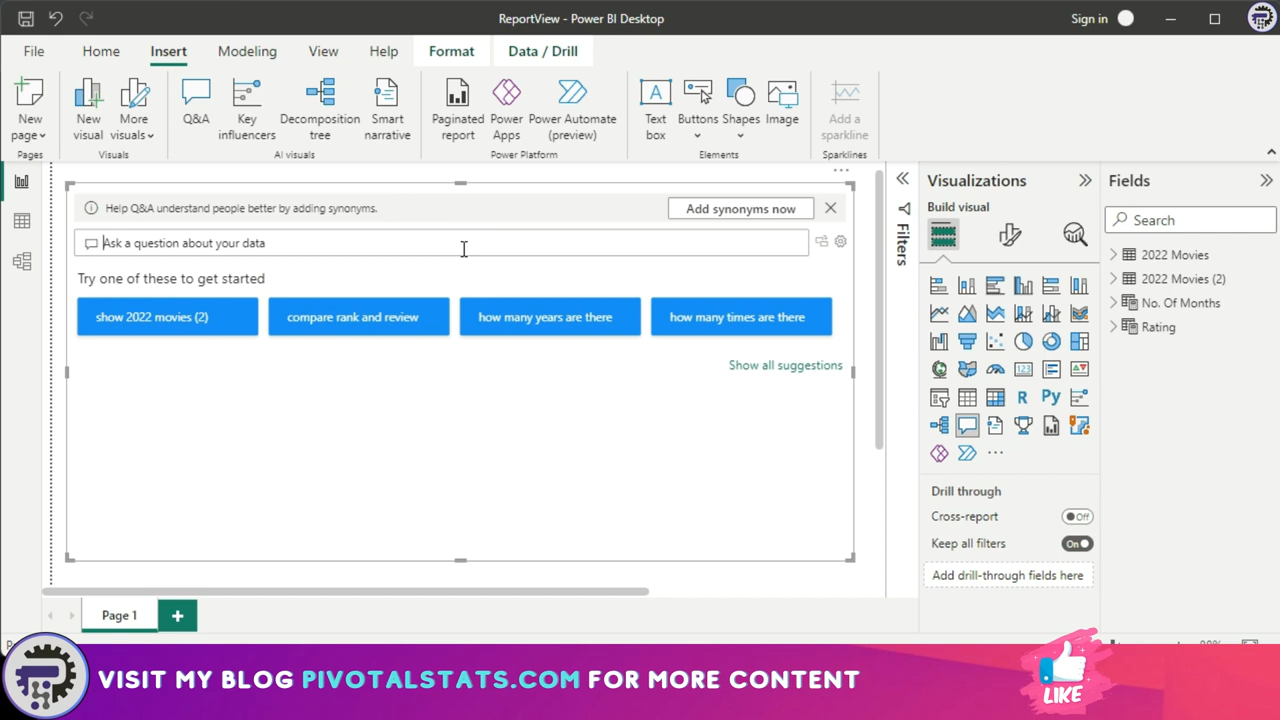 ReportView - Power BI Desktop
Sign in
File
Home
Insert
Modeling
View
Help
Format
Data / Drill
New page
New visual
More visuals
Q&A
Key influencers
Decomposition tree
Smart narrative
Paginated report
Power Apps
Power Automate (preview)
Text box
Buttons
Shapes
Image
Add a sparkline
Pages
Visuals
AI visuals
Power Platform
Elements
Sparklines
Help Q&A understand people better by adding synonyms.
Add synonyms now
Ask a question about your data
Try one of these to get started
show 2022 movies (2)
compare rank and review
how many years are there
how many times are there
Show all suggestions
Filters
Visualizations
Build visual
123
R
Py
Drill through
Cross-report
Off
Keep all filters
On
Add drill-through fields here
Fields
Search
2022 Movies
2022 Movies (2)
No. Of Months
Rating
Page 1
VISIT MY BLOG PIVOTALSTATS.COM FOR MORE CONTENT
LIKE